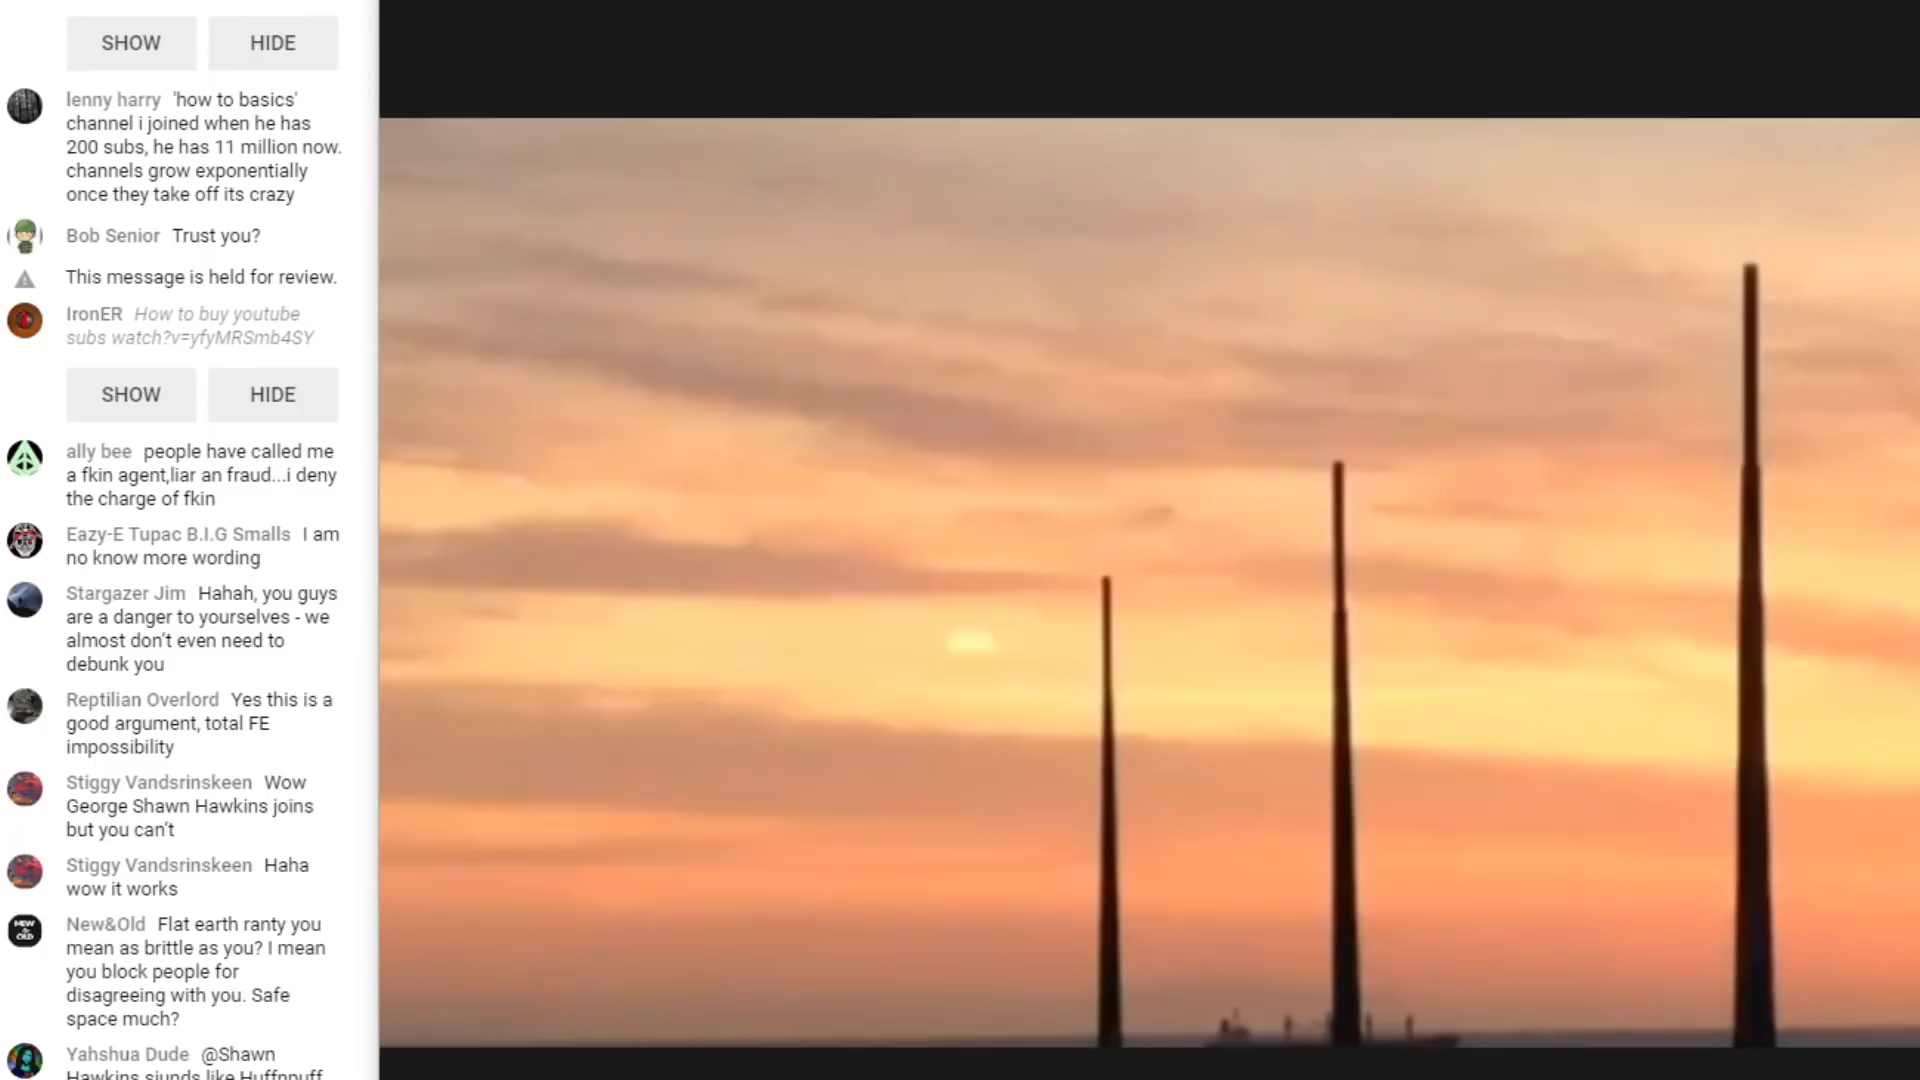 SHOW HIDE
lenny harry 'how to basics'
channel i joined when he has
200 subs, he has 11 million now.
channels grow exponentially
once they take off its crazy
Bob Senior Trust you?
This message is held for review.
IronER How to buy youtube
subs watch?v=yfyMRSmb4SY
SHOW HIDE
ally bee people have called me
a fkin agent,liar an fraud...i deny
the charge of fkin
Eazy-E Tupac B.I.G Smalls I am
no know more wording
Stargazer Jim Hahah, you guys
are a danger to yourselves - we
almost don't even need to
debunk you
Reptilian Overlord Yes this is a
good argument, total FE
impossibility
Stiggy Vandsrinskeen Wow
George Shawn Hawkins joins
but you can't
Stiggy Vandsrinskeen Haha
wow it works
NEW
&
OLD
New&Old Flat earth ranty you
mean as brittle as you? I mean
you block people for
disagreeing with you. Safe
space much?
Yahshua Dude @Shawn
Hawkins siunds like Huffnpuff